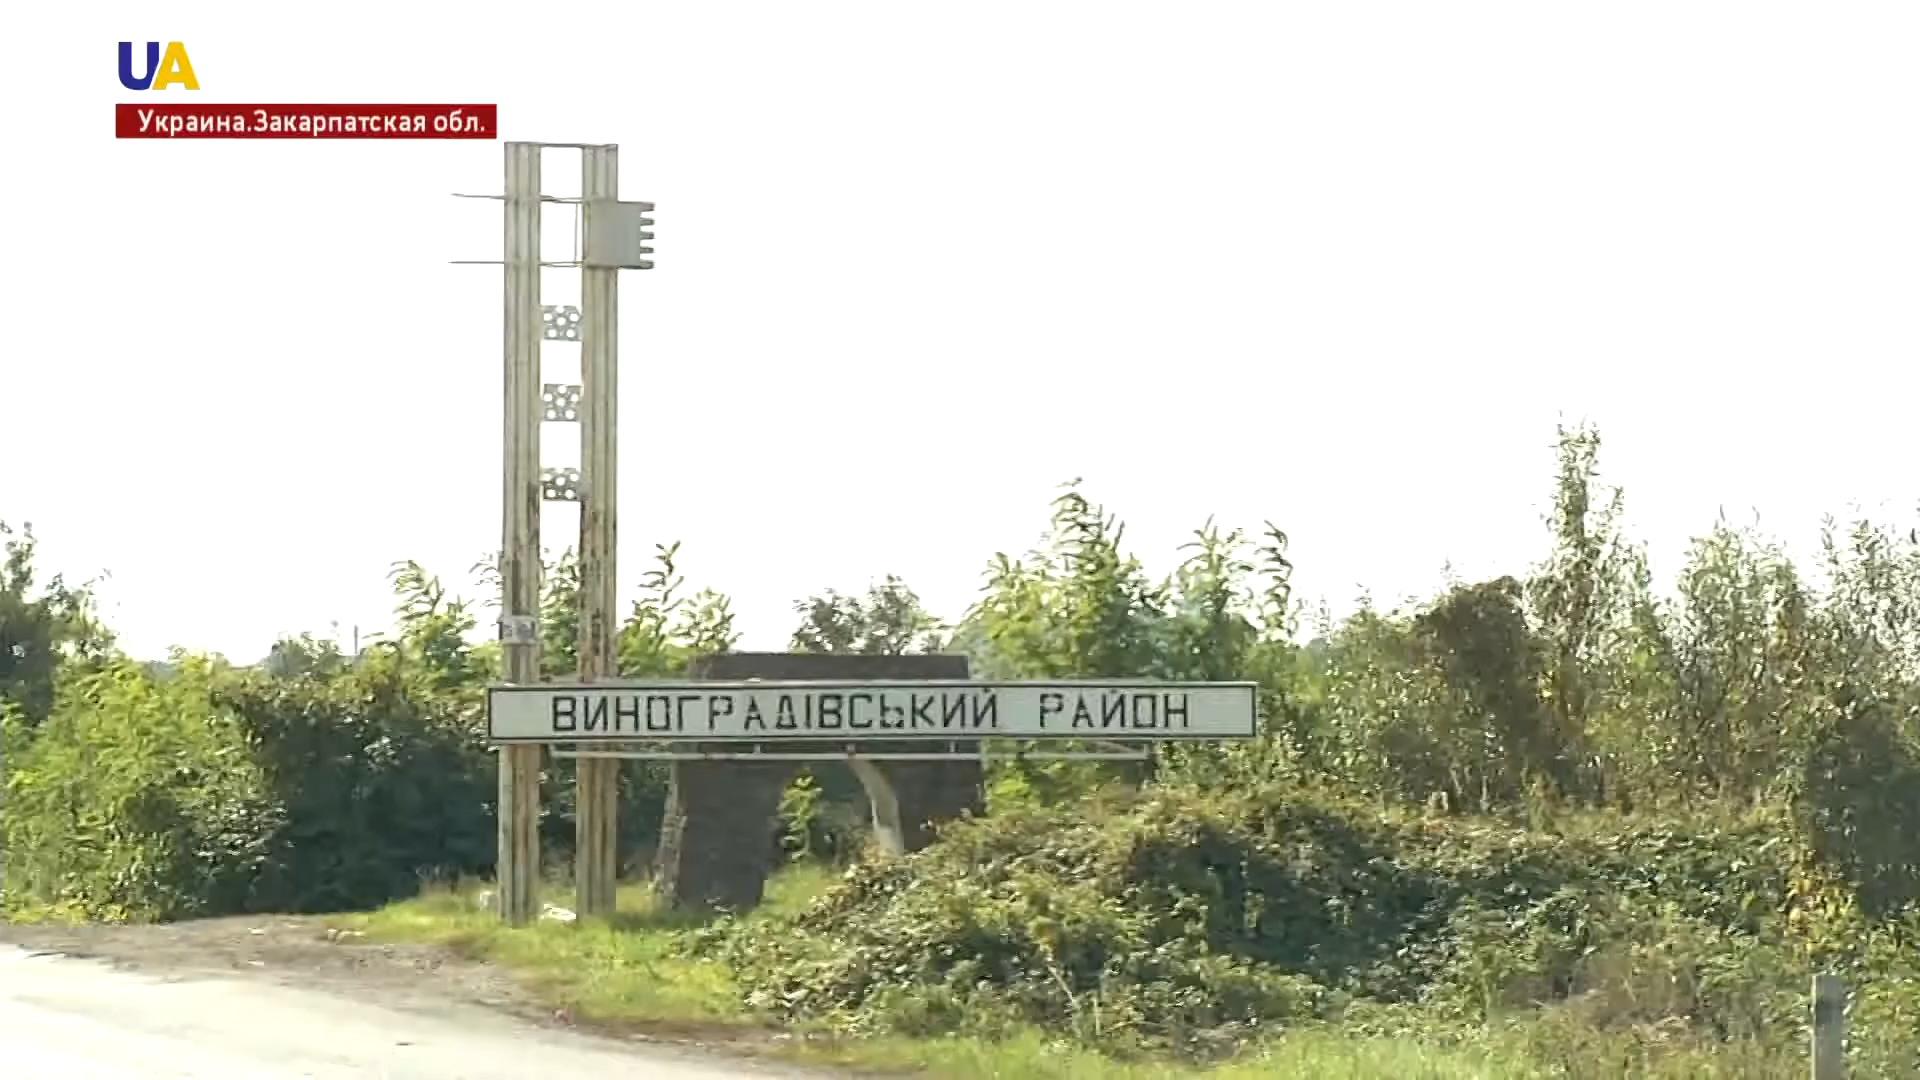 UA
Украина.Закарпатская обл.
ВИНОГРАДІВСЬКИЙ РАЙОН